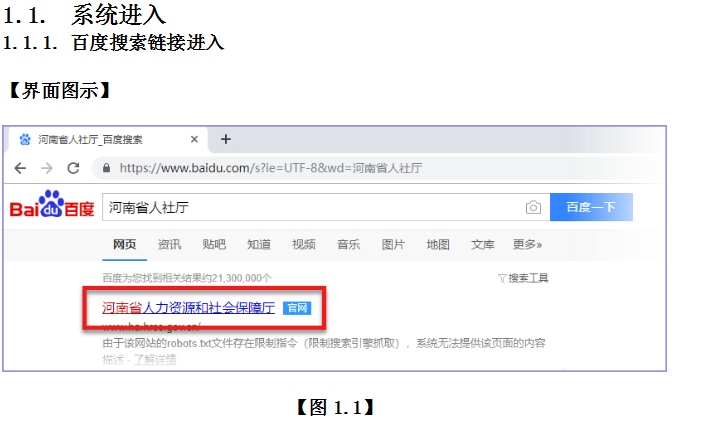 1.1. 系统进入
1.1.1. 百度搜索链接进入
【界面图示】
河南省人社厅_百度搜索
https://www.baidu.com/s?ie=UTF-8&wd=河南省人社厅
Bai du 百度 河南省人社厅 百度一下
网页 资讯 贴吧 知道 视频 音乐 图片 地图 文库 更多»
百度为您找到相关结果约21,300,000个 搜索工具
河南省人力资源和社会保障厅 官网
由于该网站的robots.txt文件存在限制指令（限制搜索引擎抓取），系统无法提供该页面的内容
描述 - 了解详情
【图 1.1】